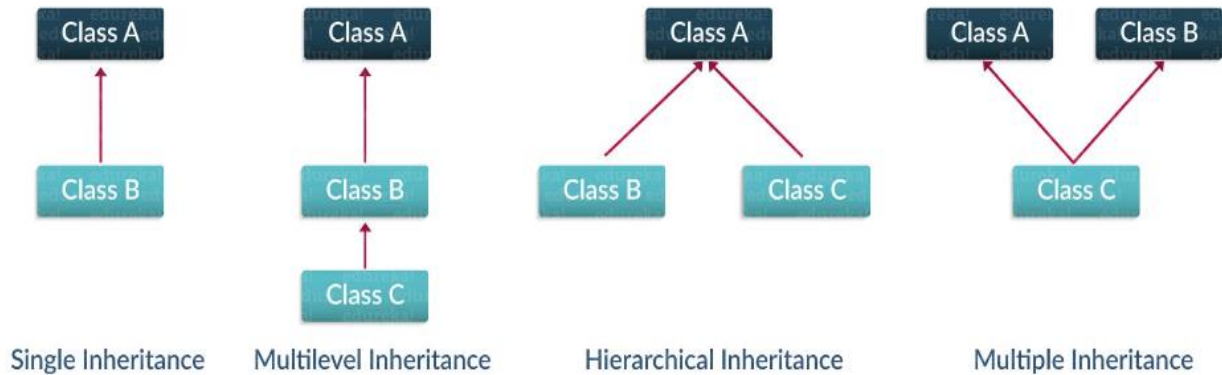 Class A
Class B
Single Inheritance
Class A
Class B
Class C
Multilevel Inheritance
Class A
Class B
Class C
Hierarchical Inheritance
Class A
Class B
Class C
Multiple Inheritance